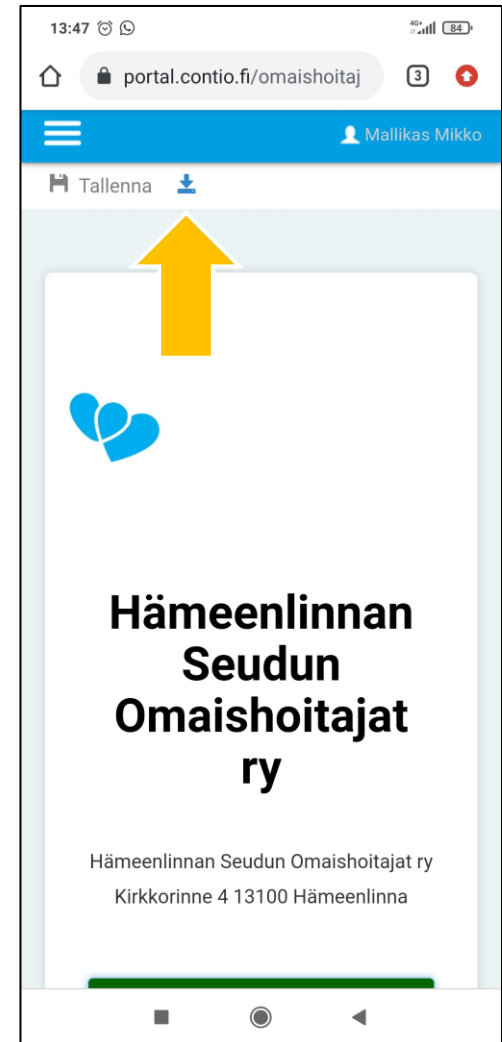 13:47
4G+
84
portal.contio.fi/omaishoitaj
3
Mallikas Mikko
Tallenna
Hämeenlinnan
Seudun
Omaishoitajat
ry
Hämeenlinnan Seudun Omaishoitajat ry
Kirkkorinne 4 13100 Hämeenlinna